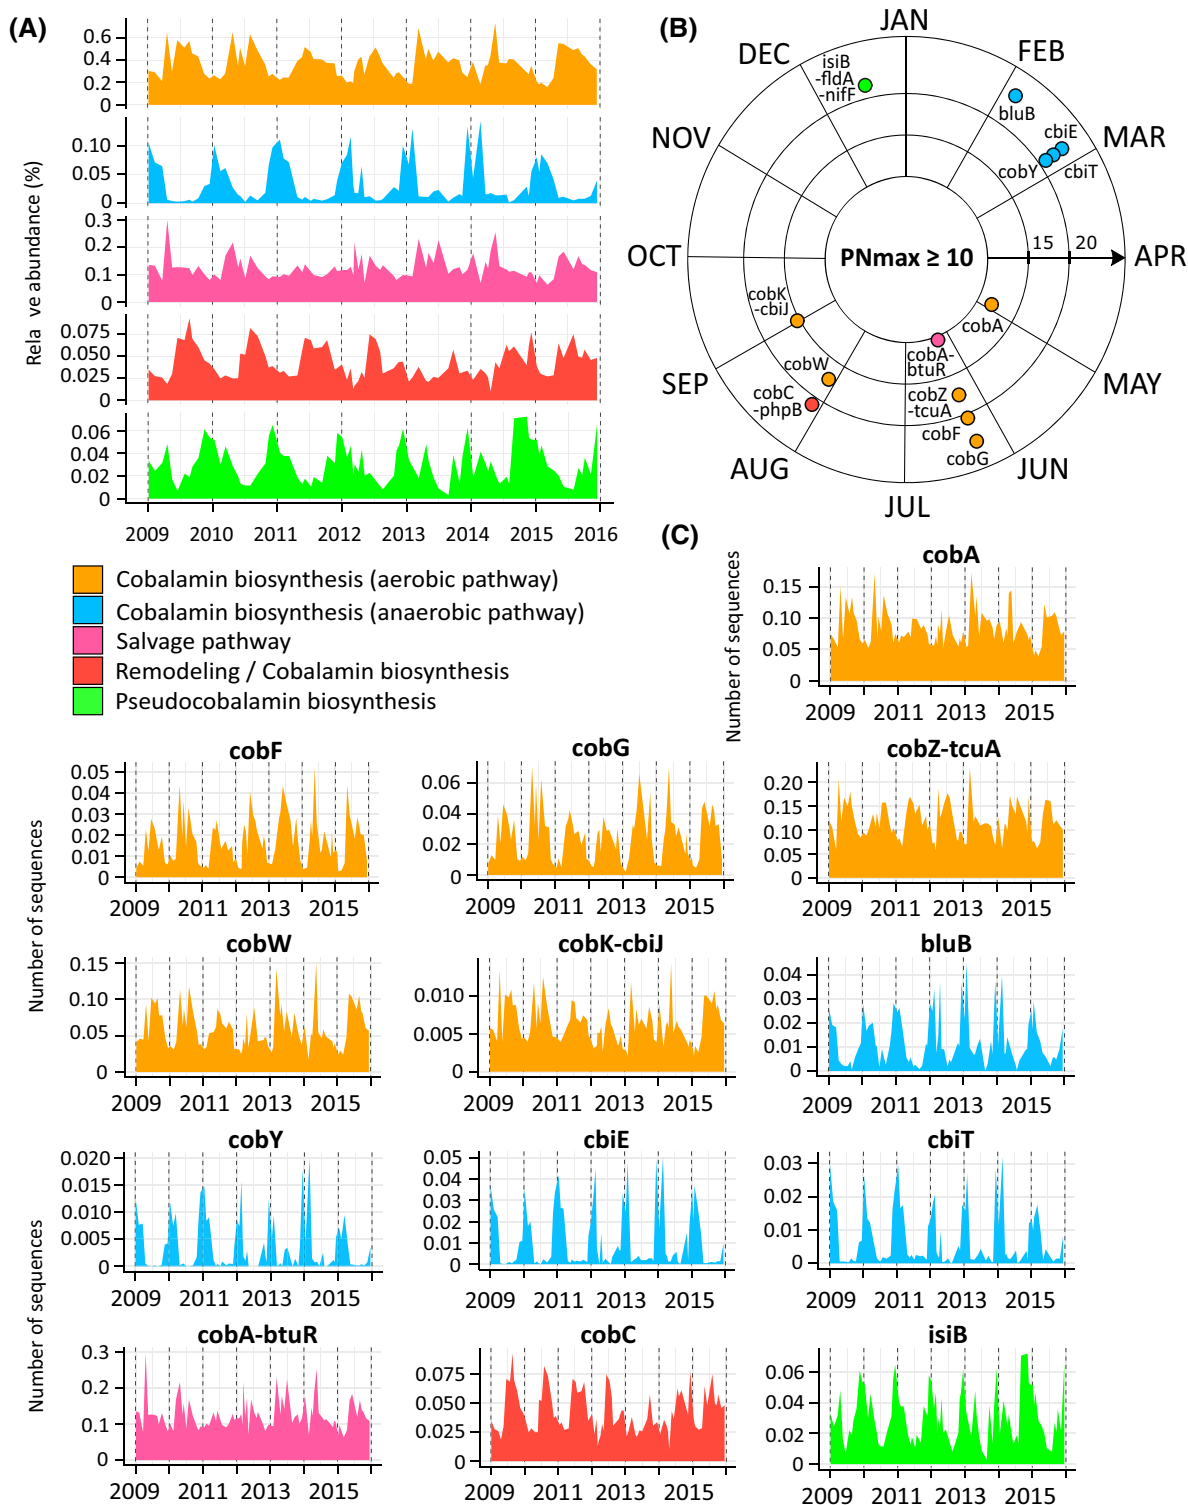 (A)
Rela ve abundance (%)
0.6
0.4
0.2
0
0.10
0.05
0
0.3
0.2
0.1
0
0.075
0.050
0.025
0
0.06
0.04
0.02
0
2009 2010 2011 2012 2013 2014 2015 2016
Cobalamin biosynthesis (aerobic pathway)
Cobalamin biosynthesis (anaerobic pathway)
Salvage pathway
Remodeling / Cobalamin biosynthesis
Pseudocobalamin biosynthesis
(B)
JAN
FEB
MAR
APR
MAY
JUN
JUL
AUG
SEP
OCT
NOV
DEC
isiB
-fldA
-nifF
bluB
cbiE
cobY
cbiT
15 20
PNmax ≥ 10
cobK
-cbiJ
cobA
cobW
cobA-
btuR
cobC
-phpB
cobZ
-tcuA
cobF
cobG
(C)
cobA
Number of sequences
0.15
0.10
0.05
0
2009 2011 2013 2015
cobF
Number of sequences
0.05
0.04
0.03
0.02
0.01
0
2009 2011 2013 2015
cobG
0.06
0.04
0.02
0
2009 2011 2013 2015
cobZ-tcuA
0.20
0.15
0.10
0.05
0
2009 2011 2013 2015
cobW
0.15
0.10
0.05
0
2009 2011 2013 2015
cobK-cbiJ
0.010
0.005
0
2009 2011 2013 2015
bluB
0.04
0.03
0.02
0.01
0
2009 2011 2013 2015
cobY
Number of sequences
0.020
0.015
0.010
0.005
0
2009 2011 2013 2015
cbiE
0.05
0.04
0.03
0.02
0.01
0
2009 2011 2013 2015
cbiT
0.03
0.02
0.01
0
2009 2011 2013 2015
cobA-btuR
0.3
0.2
0.1
0
2009 2011 2013 2015
cobC
0.075
0.050
0.025
0
2009 2011 2013 2015
isiB
0.06
0.04
0.02
0
2009 2011 2013 2015